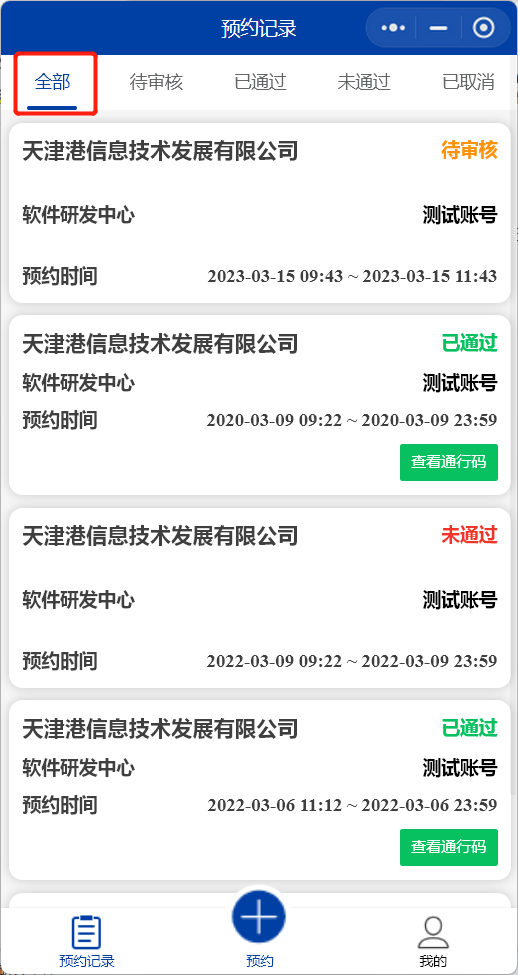 预约记录
全部 待审核 已通过 未通过 已取消
天津港信息技术发展有限公司 待审核
软件研发中心 测试账号
预约时间 2023-03-15 09:43 ~ 2023-03-15 11:43
天津港信息技术发展有限公司 已通过
软件研发中心 测试账号
预约时间 2020-03-09 09:22 ~ 2020-03-09 23:59
查看通行码
天津港信息技术发展有限公司 未通过
软件研发中心 测试账号
预约时间 2022-03-09 09:22 ~ 2022-03-09 23:59
天津港信息技术发展有限公司 已通过
软件研发中心 测试账号
预约时间 2022-03-06 11:12 ~ 2022-03-06 23:59
查看通行码
预约记录 预约 我的